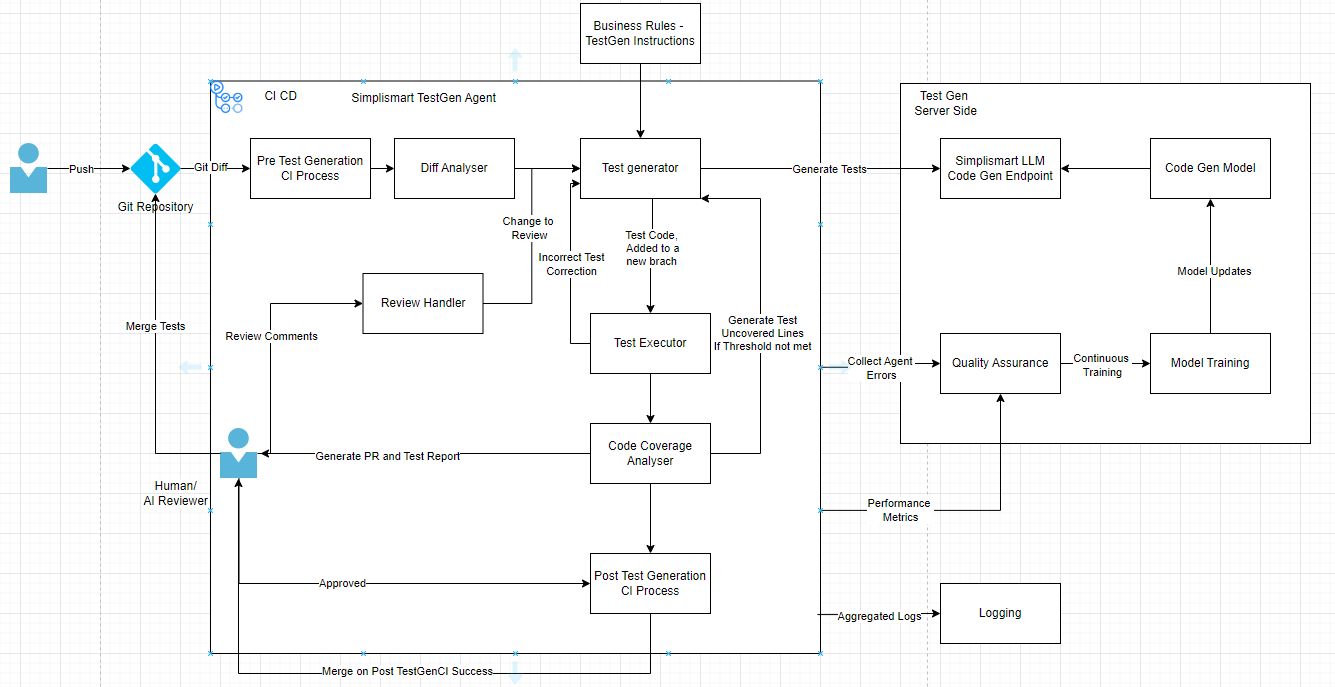 Business Rules -
TestGen Instructions
CI CD
Simplismart TestGen Agent
Test Gen
Server Side
Push
Git Repository
Git Diff
Pre Test Generation
CI Process
Diff Analyser
Test generator
Generate Tests
Simplismart LLM
Code Gen Endpoint
Code Gen Model
Change to
Review
Incorrect Test
Correction
Test Code,
Added to a
new brach
Model Updates
Review Handler
Merge Tests
Review Comments
Test Executor
Generate Test
Uncovered Lines
If Threshold not met
Collect Agent
Errors
Quality Assurance
Continuous
Training
Model Training
Generate PR and Test Report
Code Coverage
Analyser
Human/
AI Reviewer
Performance
Metrics
Approved
Post Test Generation
CI Process
Aggregated Logs
Logging
Merge on Post TestGenCI Success